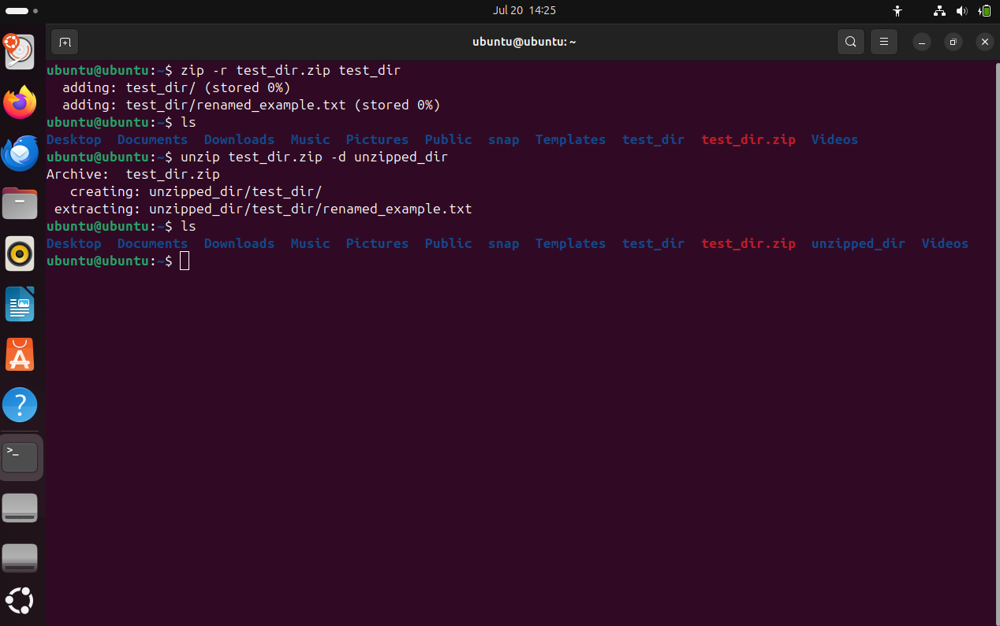 Jul 20  14:25
ubuntu@ubuntu: ~
ubuntu@ubuntu:~$ zip -r test_dir.zip test_dir
  adding: test_dir/ (stored 0%)
  adding: test_dir/renamed_example.txt (stored 0%)
ubuntu@ubuntu:~$ ls
Desktop  Documents  Downloads  Music  Pictures  Public  snap  Templates  test_dir  test_dir.zip  Videos
ubuntu@ubuntu:~$ unzip test_dir.zip -d unzipped_dir
Archive:  test_dir.zip
   creating: unzipped_dir/test_dir/
 extracting: unzipped_dir/test_dir/renamed_example.txt
ubuntu@ubuntu:~$ ls
Desktop  Documents  Downloads  Music  Pictures  Public  snap  Templates  test_dir  test_dir.zip  unzipped_dir  Videos
ubuntu@ubuntu:~$